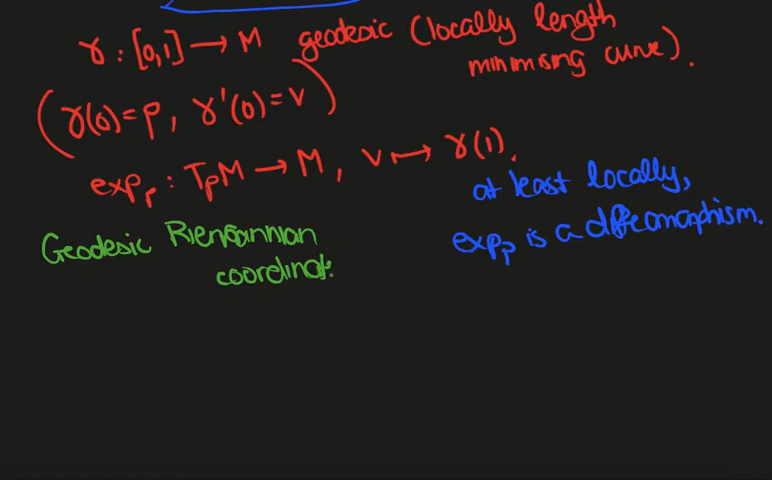 γ : [0,1] → M geodesic (locally length
minimising curve).
(γ(0) = p, γ'(0) = v)
exp_p : T_pM → M, v ↦ γ(1).
at least locally,
exp_p is a diffeomorphism.
Geodesic Riemannian
coordinat